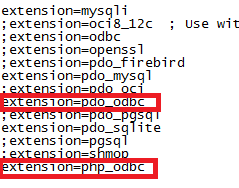 extension=mysqli
;extension=oci8_12c  ; Use wit
;extension=odbc
;extension=openssl
;extension=pdo_firebird
extension=pdo_mysql
;extension=pdo_oci
extension=pdo_odbc
;extension=pdo_pgsql
extension=pdo_sqlite
;extension=pgsql
;extension=shmop
extension=php_odbc